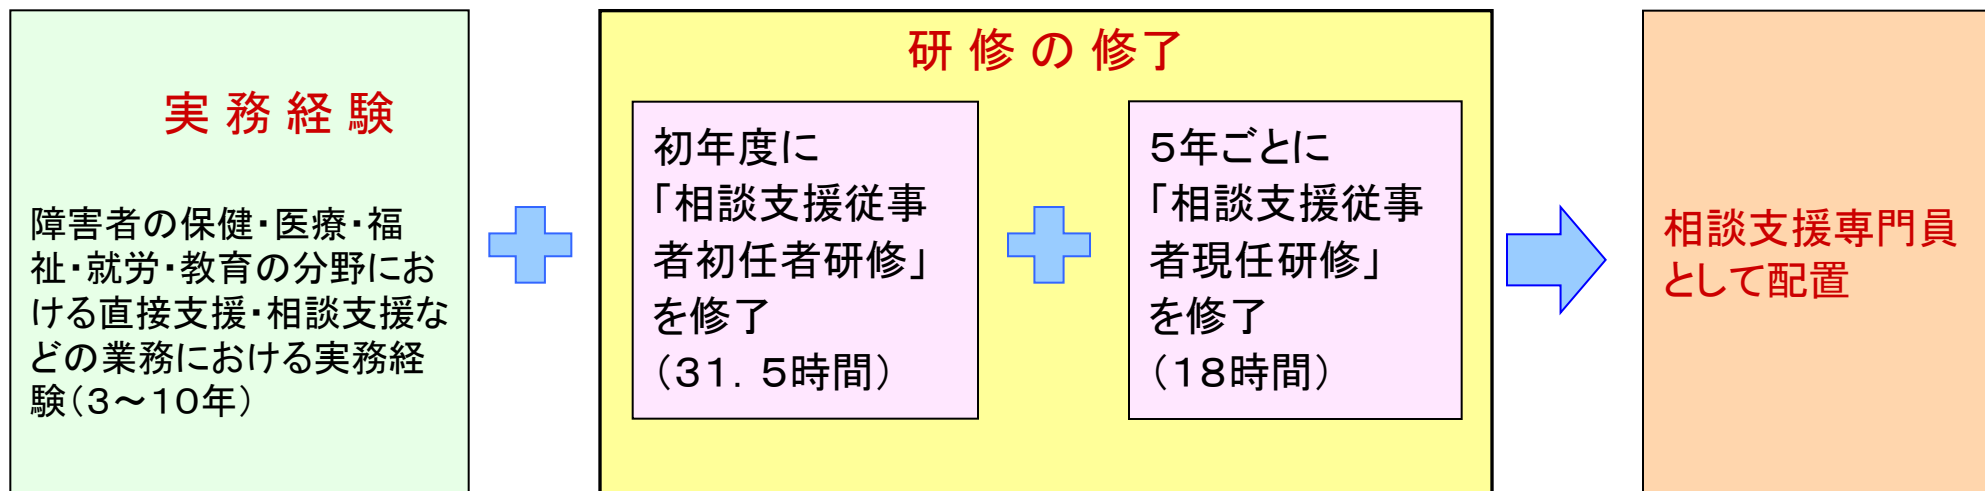 実 務 経 験
障害者の保健・医療・福
祉・就労・教育の分野にお
ける直接支援・相談支援な
どの業務における実務経
験（３～１０年）
研 修 の 修了
初年度に
「相談支援従事
者初任者研修」
を修了
（３１．５時間）
５年ごとに
「相談支援従事
者現任研修」
を修了
（１８時間）
相談支援専門員
として配置